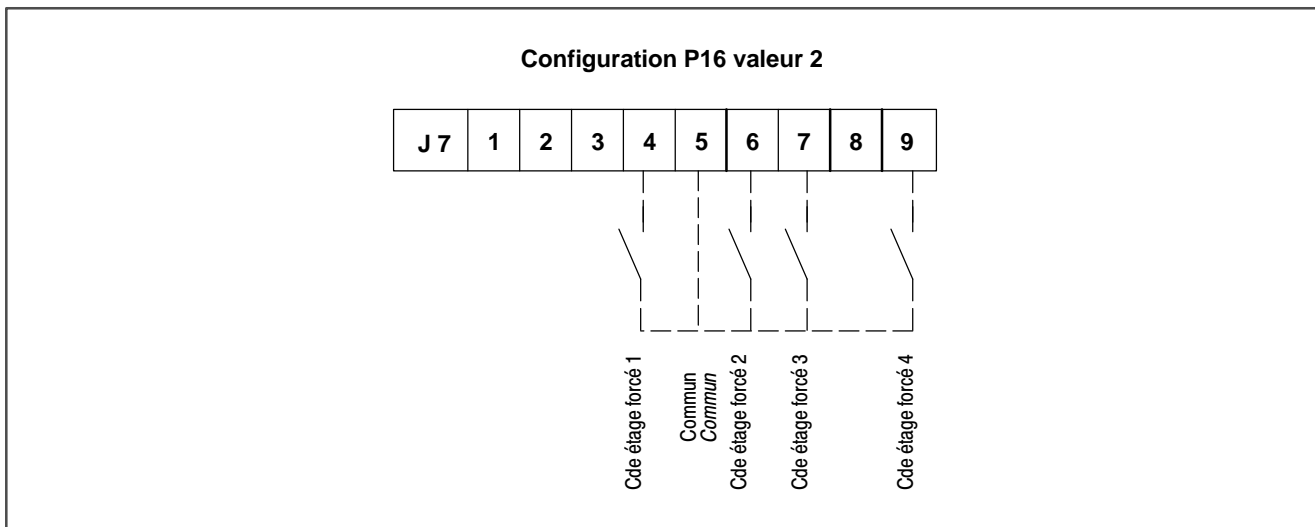 Configuration P16 valeur 2
J 7 1 2 3 4 5 6 7 8 9
Cde étage forcé 1
Commun
Commun
Cde étage forcé 2
Cde étage forcé 3
Cde étage forcé 4